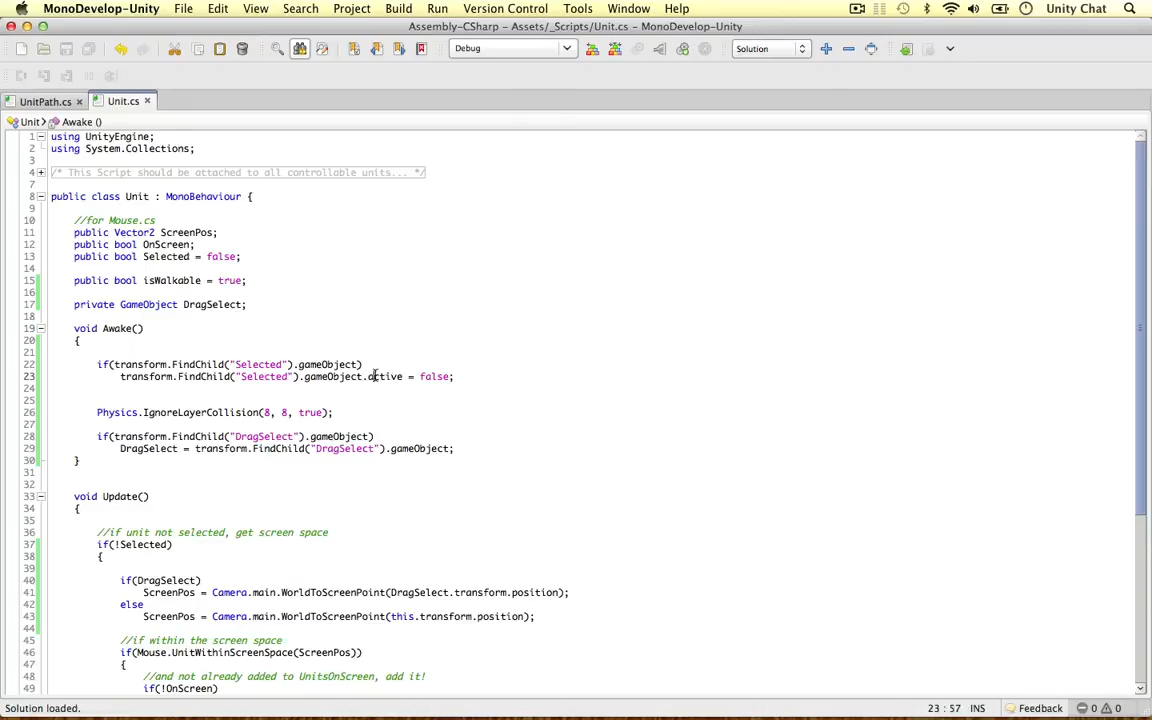 MonoDevelop-Unity File Edit View Search Project Build Run Version Control Tools Window Help Unity Chat
Assembly-CSharp – Assets/_Scripts/Unit.cs – MonoDevelop-Unity
Debug Solution
UnitPath.cs × Unit.cs ×
Unit Awake ()
1 using UnityEngine;
2 using System.Collections;
3
4 /* This Script should be attached to all controllable units... */
7
8 public class Unit : MonoBehaviour {
9
10 //for Mouse.cs
11 public Vector2 ScreenPos;
12 public bool OnScreen;
13 public bool Selected = false;
14
15 public bool isWalkable = true;
16
17 private GameObject DragSelect;
18
19 void Awake()
20 {
21
22 if(transform.FindChild("Selected").gameObject)
23 transform.FindChild("Selected").gameObject.active = false;
24
25
26 Physics.IgnoreLayerCollision(8, 8, true);
27
28 if(transform.FindChild("DragSelect").gameObject)
29 DragSelect = transform.FindChild("DragSelect").gameObject;
30 }
31
32
33 void Update()
34 {
35
36 //if unit not selected, get screen space
37 if(!Selected)
38 {
39
40 if(DragSelect)
41 ScreenPos = Camera.main.WorldToScreenPoint(DragSelect.transform.position);
42 else
43 ScreenPos = Camera.main.WorldToScreenPoint(this.transform.position);
44
45 //if within the screen space
46 if(Mouse.UnitWithinScreenSpace(ScreenPos))
47 {
48 //and not already added to UnitsOnScreen, add it!
49 if(!OnScreen)
Solution loaded. 23 : 57 INS Feedback 0 0